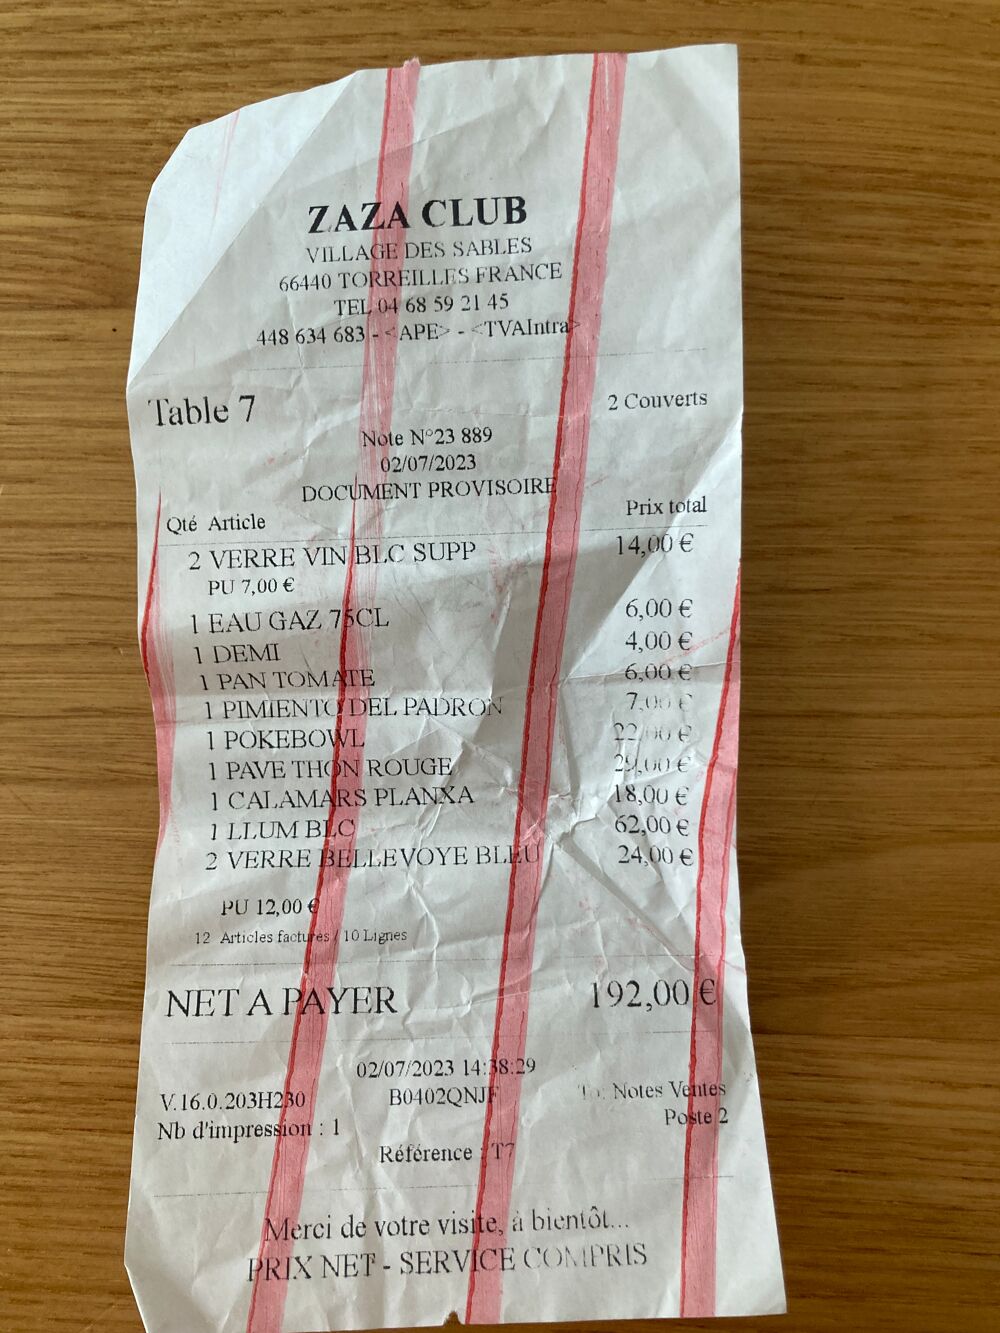 ZAZA CLUB
VILLAGE DES SABLES
66440 TORREILLES FRANCE
TEL 04 68 59 21 45
448 634 683 - <APE> - <TVAIntra>
Table 7 2 Couverts
Note N°23 889
02/07/2023
DOCUMENT PROVISOIRE
Qté Article Prix total
2 VERRE VIN BLC SUPP 14,00 €
PU 7,00 €
1 EAU GAZ 75CL 6,00 €
1 DEMI 4,00 €
1 PAN TOMATE 6,00 €
1 PIMIENTO DEL PADRON 7,00 €
1 POKEBOWL 22,00 €
1 PAVE THON ROUGE 29,00 €
1 CALAMARS PLANXA 18,00 €
1 LLUM BLC 62,00 €
2 VERRE BELLEVOYE BLEU 24,00 €
PU 12,00 €
12 Articles factures / 10 Lignes
NET A PAYER 192,00 €
02/07/2023 14:38:29
V.16.0.203H230 B0402QNJF Notes Ventes
Nb d'impression : 1 Poste 2
Référence : T7
Merci de votre visite, à bientôt...
PRIX NET - SERVICE COMPRIS